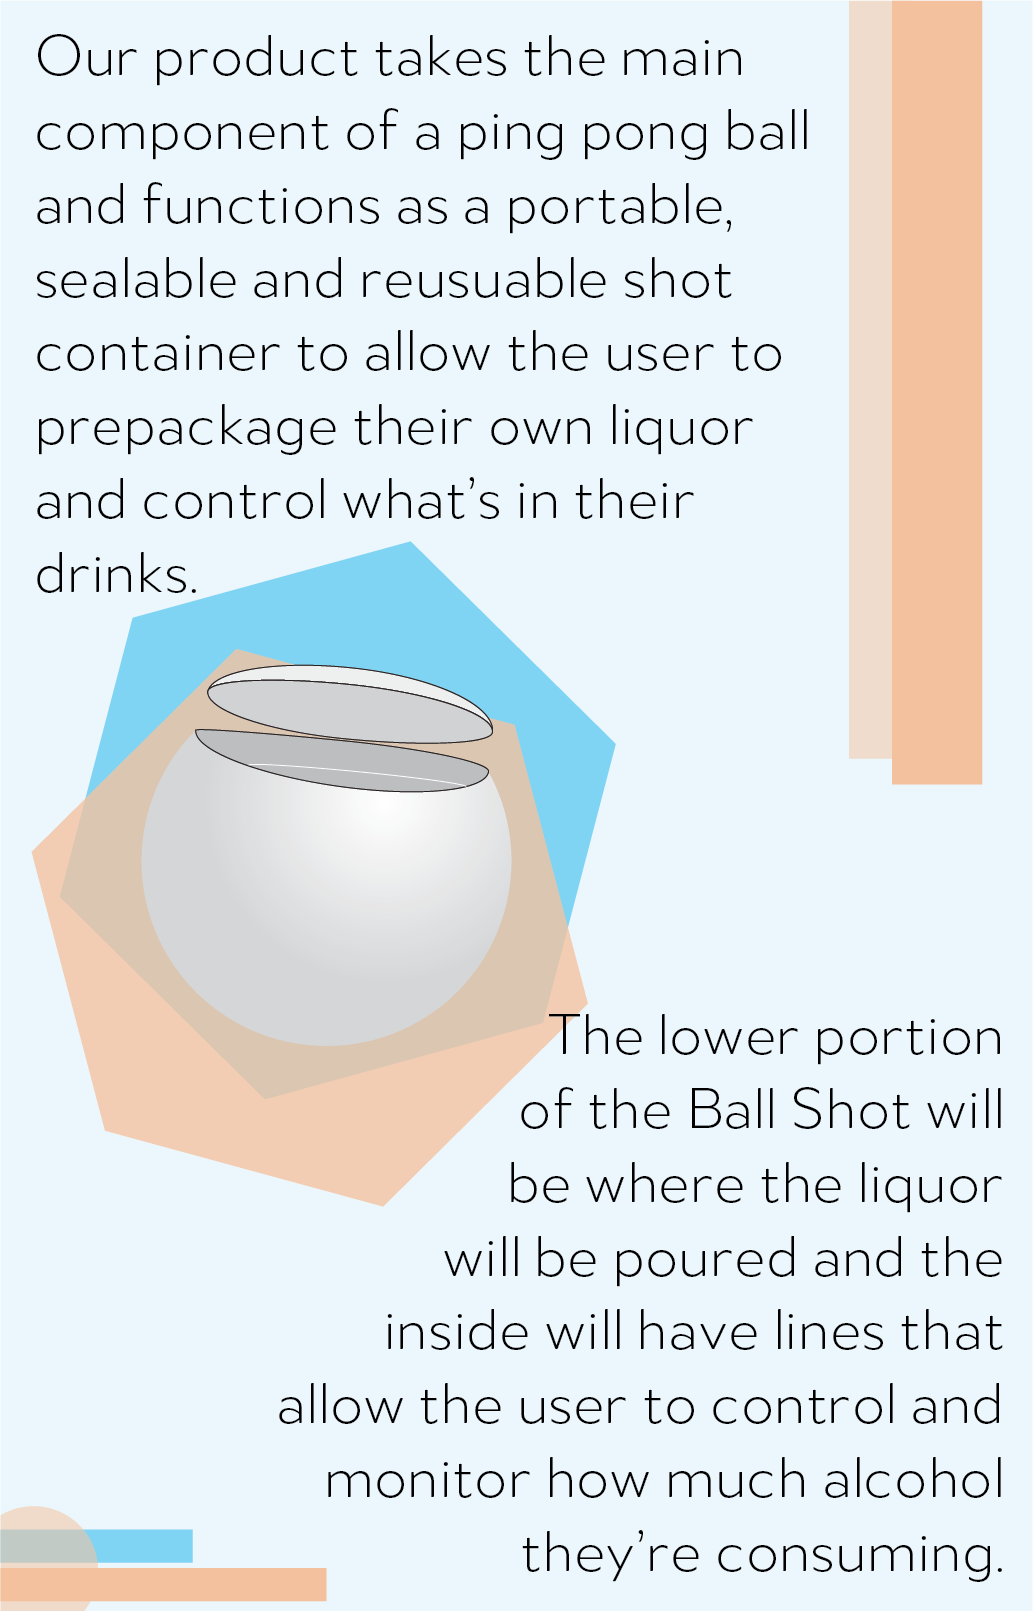 Our product takes the main
component of a ping pong ball
and functions as a portable,
sealable and reusuable shot
container to allow the user to
prepackage their own liquor
and control what’s in their
drinks.
The lower portion
of the Ball Shot will
be where the liquor
will be poured and the
inside will have lines that
allow the user to control and
monitor how much alcohol
they’re consuming.